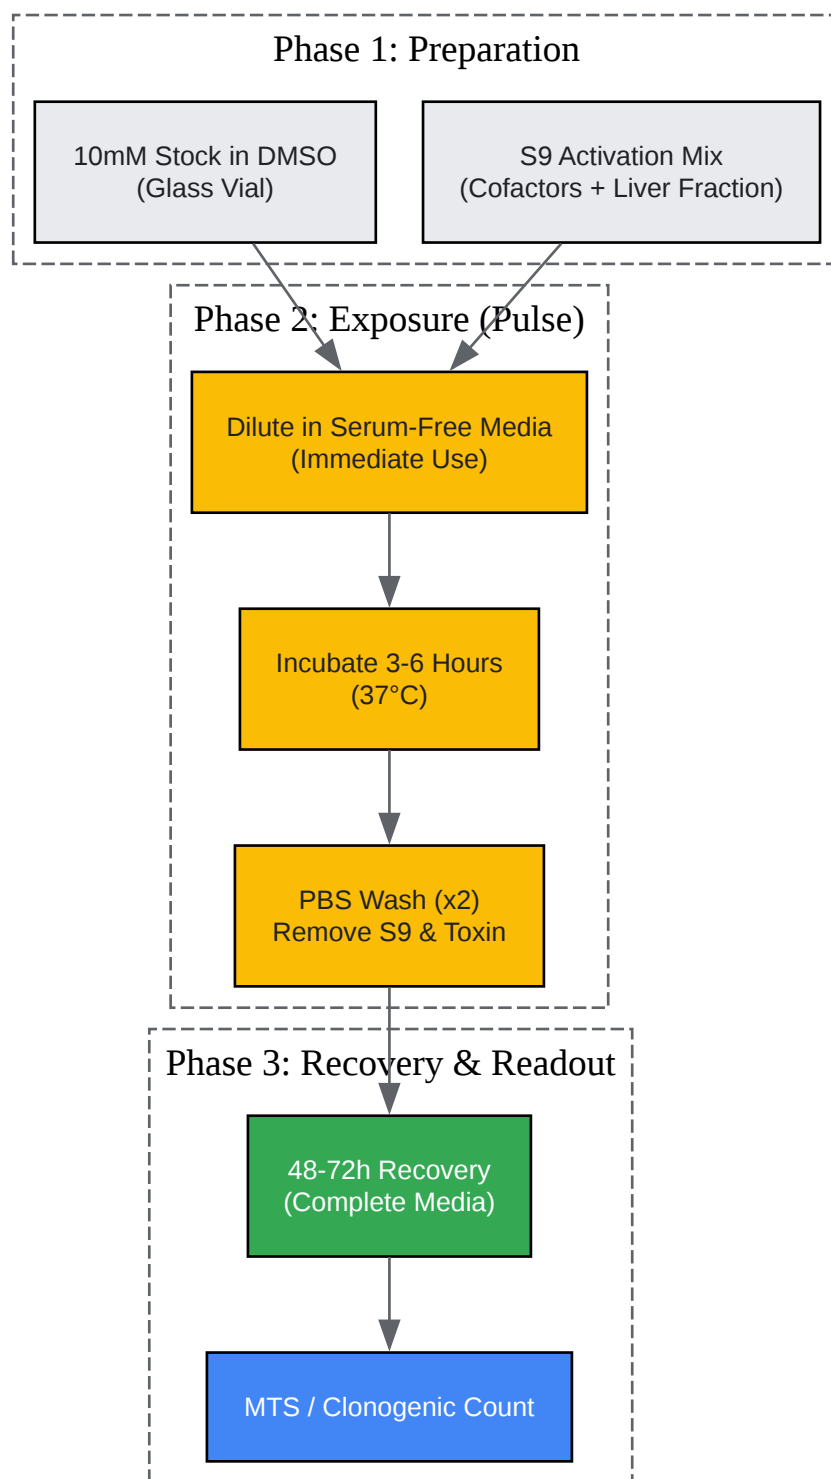 Phase 1: Preparation
10mM Stock in DMSO
(Glass Vial)
S9 Activation Mix
(Cofactors + Liver Fraction)
Phase 2: Exposure (Pulse)
Dilute in Serum-Free Media
(Immediate Use)
Incubate 3-6 Hours
(37°C)
PBS Wash (x2)
Remove S9 & Toxin
Phase 3: Recovery & Readout
48-72h Recovery
(Complete Media)
MTS / Clonogenic Count